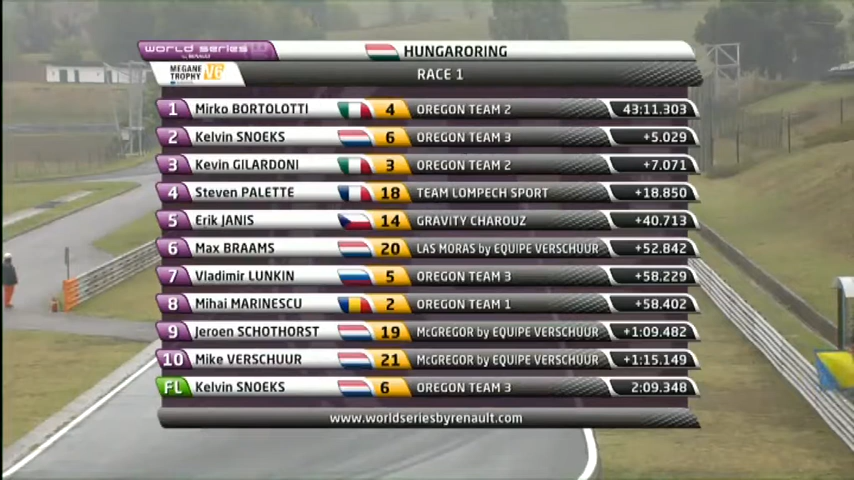 WORLD SERIES HUNGARORING
MEGANE TROPHY V6 RACE 1
1 Mirko BORTOLOTTI 4 OREGON TEAM 2 43:11.303
2 Kelvin SNOEKS 6 OREGON TEAM 3 +5.029
3 Kevin GILARDONI 3 OREGON TEAM 2 +7.071
4 Steven PALETTE 18 TEAM LOMPECH SPORT +18.850
5 Erik JANIS 14 GRAVITY CHAROUZ +40.713
6 Max BRAAMS 20 LAS MORAS by EQUIPE VERSCHUUR +52.842
7 Vladimir LUNKIN 5 OREGON TEAM 3 +58.229
8 Mihai MARINESCU 2 OREGON TEAM 1 +58.402
9 Jeroen SCHOTHORST 19 McGREGOR by EQUIPE VERSCHUUR +1:09.482
10 Mike VERSCHUUR 21 McGREGOR by EQUIPE VERSCHUUR +1:15.149
FL Kelvin SNOEKS 6 OREGON TEAM 3 2:09.348
www.worldseriesbyrenault.com